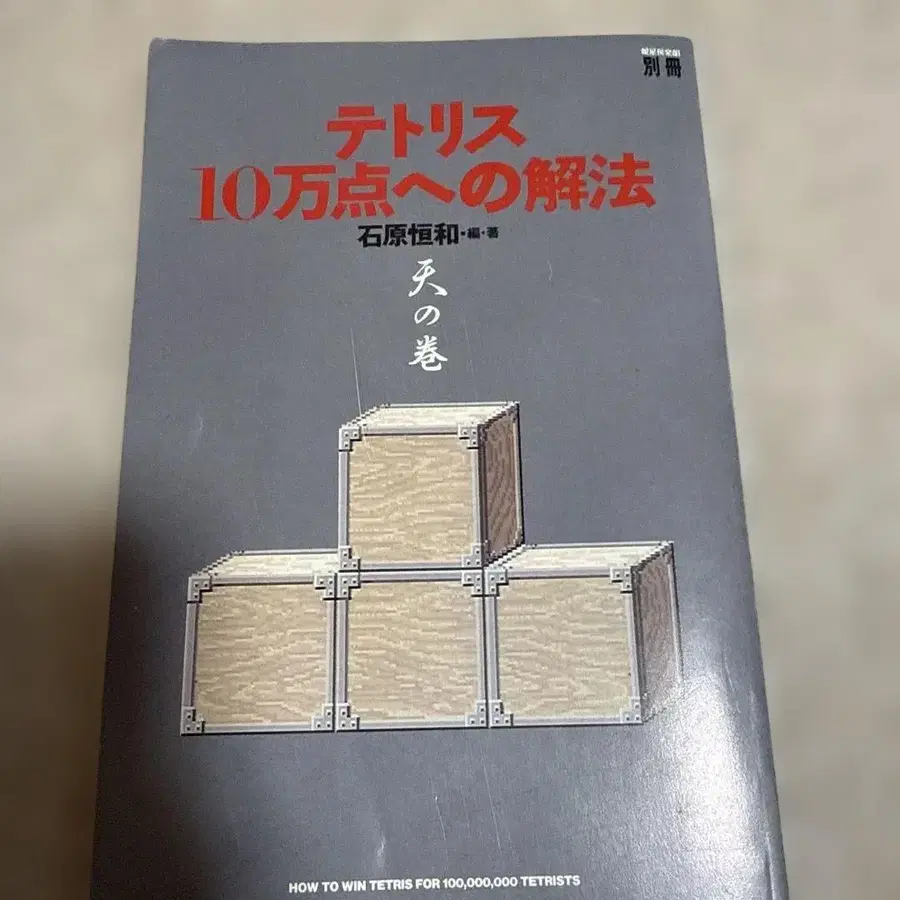 別冊
テトリス
10万点への解法
石原恒和・編・著
天の巻
HOW TO WIN TETRIS FOR 100,000,000 TETRISTS